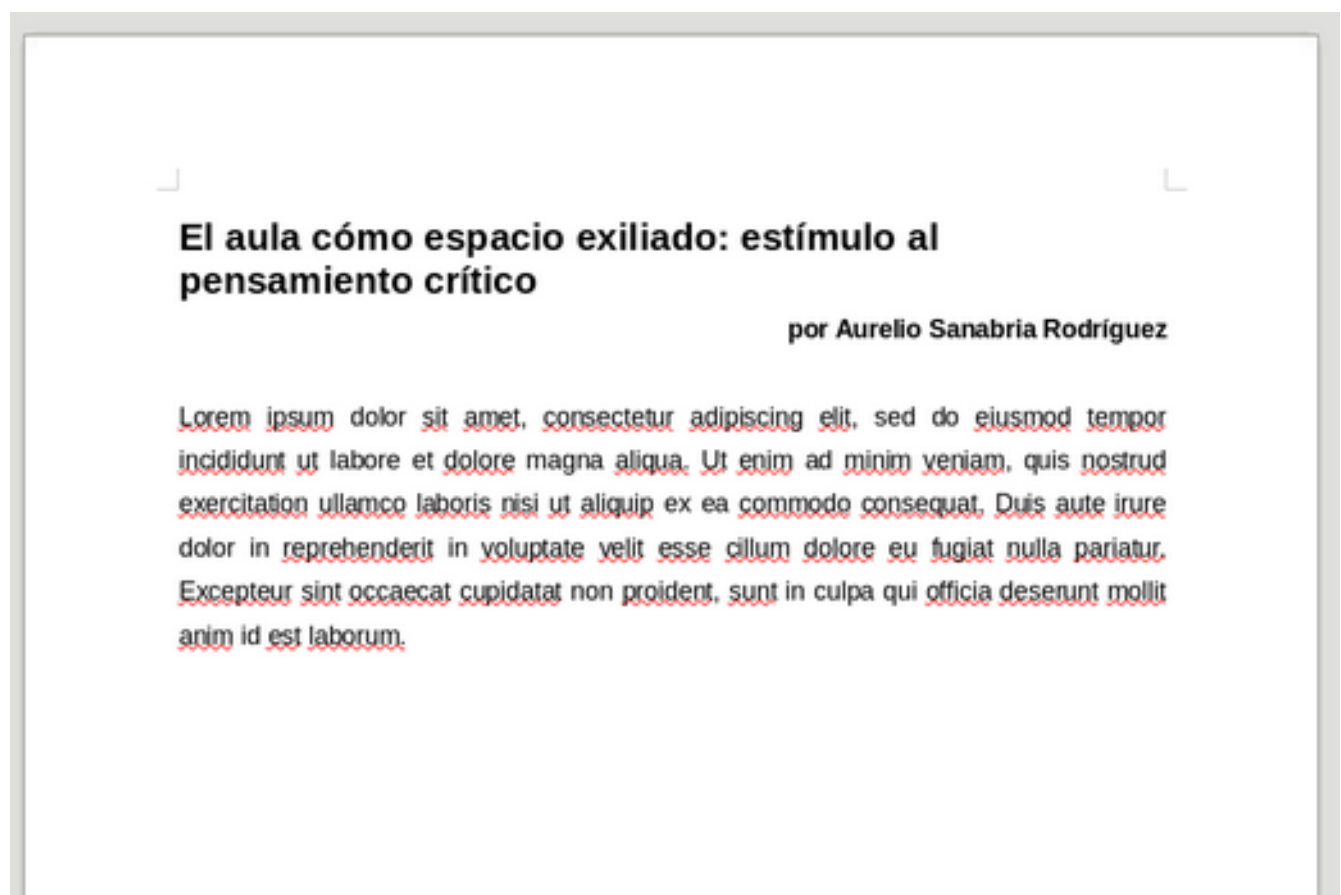 El aula cómo espacio exiliado: estímulo al
pensamiento crítico
por Aurelio Sanabria Rodríguez
Lorem ipsum dolor sit amet, consectetur adipiscing elit, sed do eiusmod tempor
incididunt ut labore et dolore magna aliqua. Ut enim ad minim veniam, quis nostrud
exercitation ullamco laboris nisi ut aliquip ex ea commodo consequat. Duis aute irure
dolor in reprehenderit in voluptate velit esse cillum dolore eu fugiat nulla pariatur.
Excepteur sint occaecat cupidatat non proident, sunt in culpa qui officia deserunt mollit
anim id est laborum.